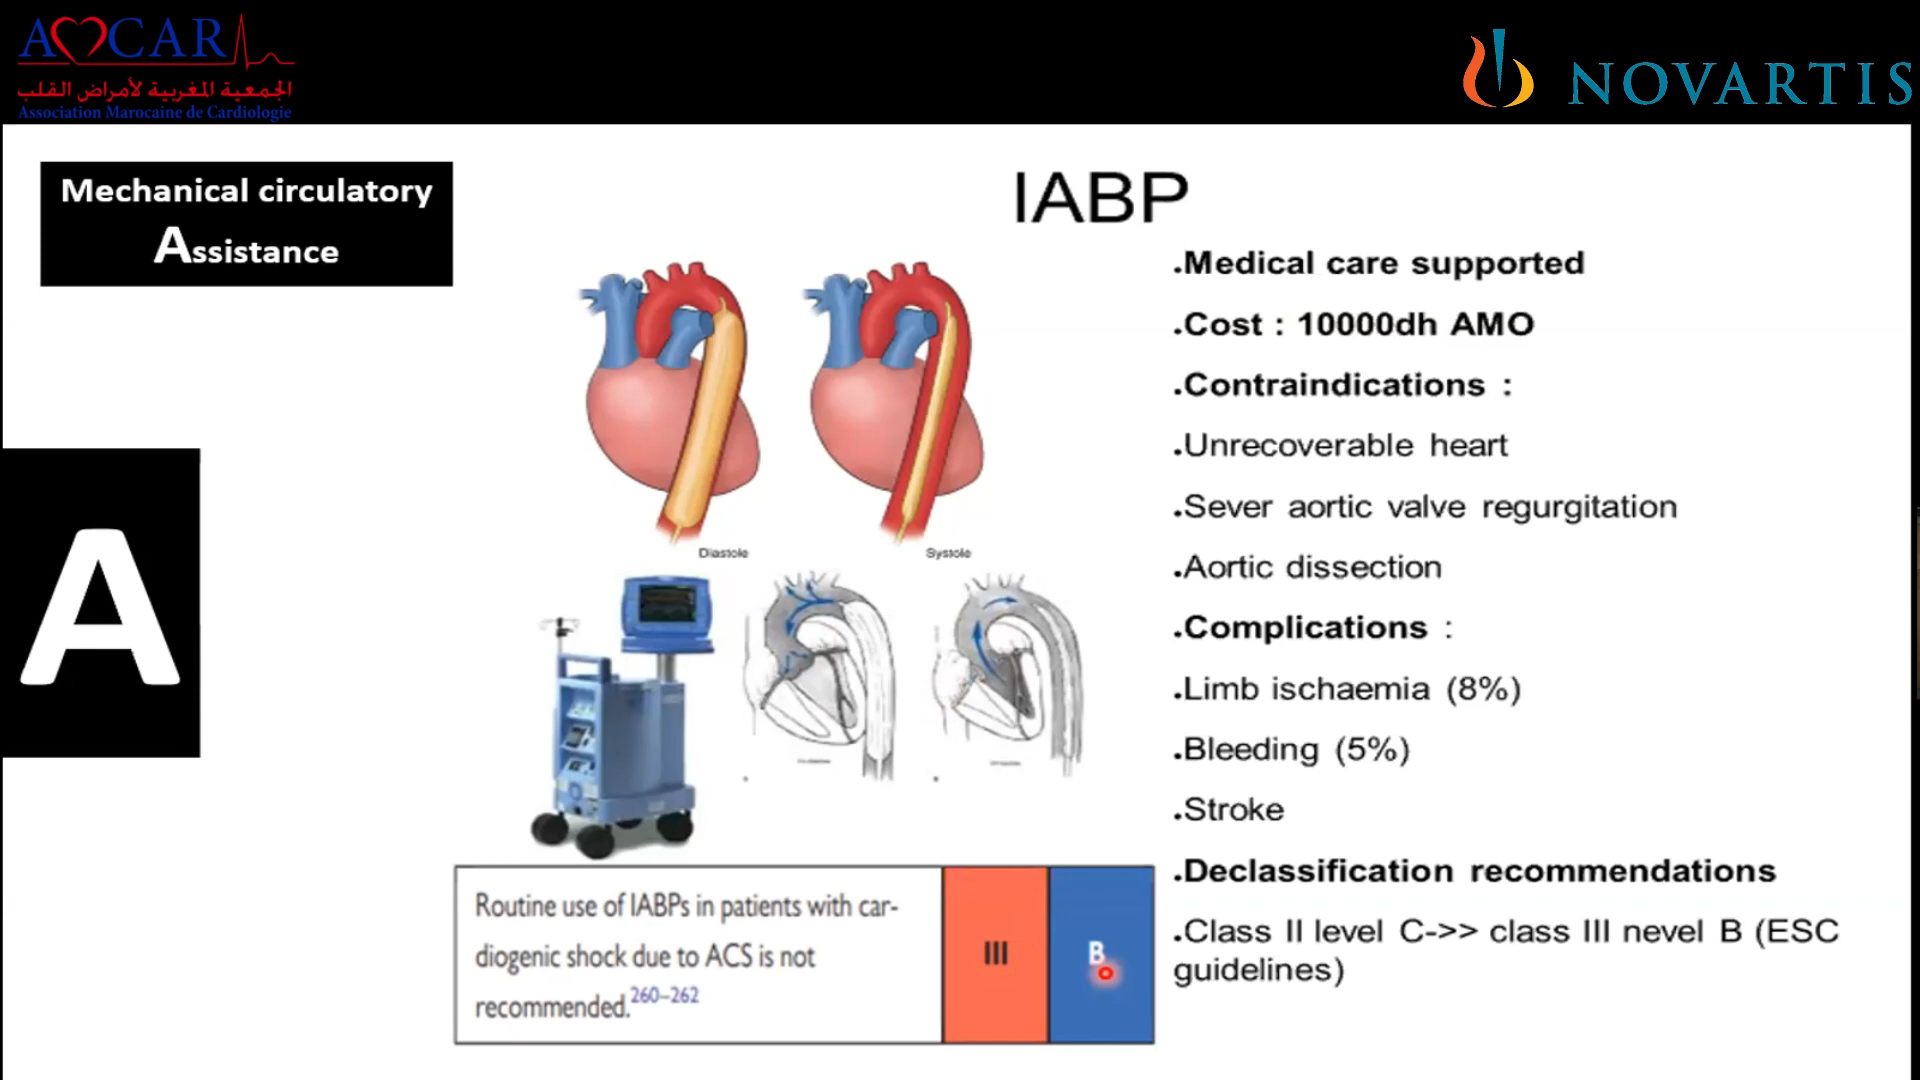 AMCAR
الجمعية المغربية لأمراض القلب
Association Marocaine de Cardiologie
NOVARTIS
Mechanical circulatory
Assistance
IABP
A
Diastole
Systole
.Medical care supported
.Cost : 10000dh AMO
.Contraindications :
.Unrecoverable heart
.Sever aortic valve regurgitation
.Aortic dissection
.Complications :
.Limb ischaemia (8%)
.Bleeding (5%)
.Stroke
.Declassification recommendations
.Class II level C->> class III nevel B (ESC
guidelines)
Routine use of IABPs in patients with car-
diogenic shock due to ACS is not
recommended.260–262
III
B